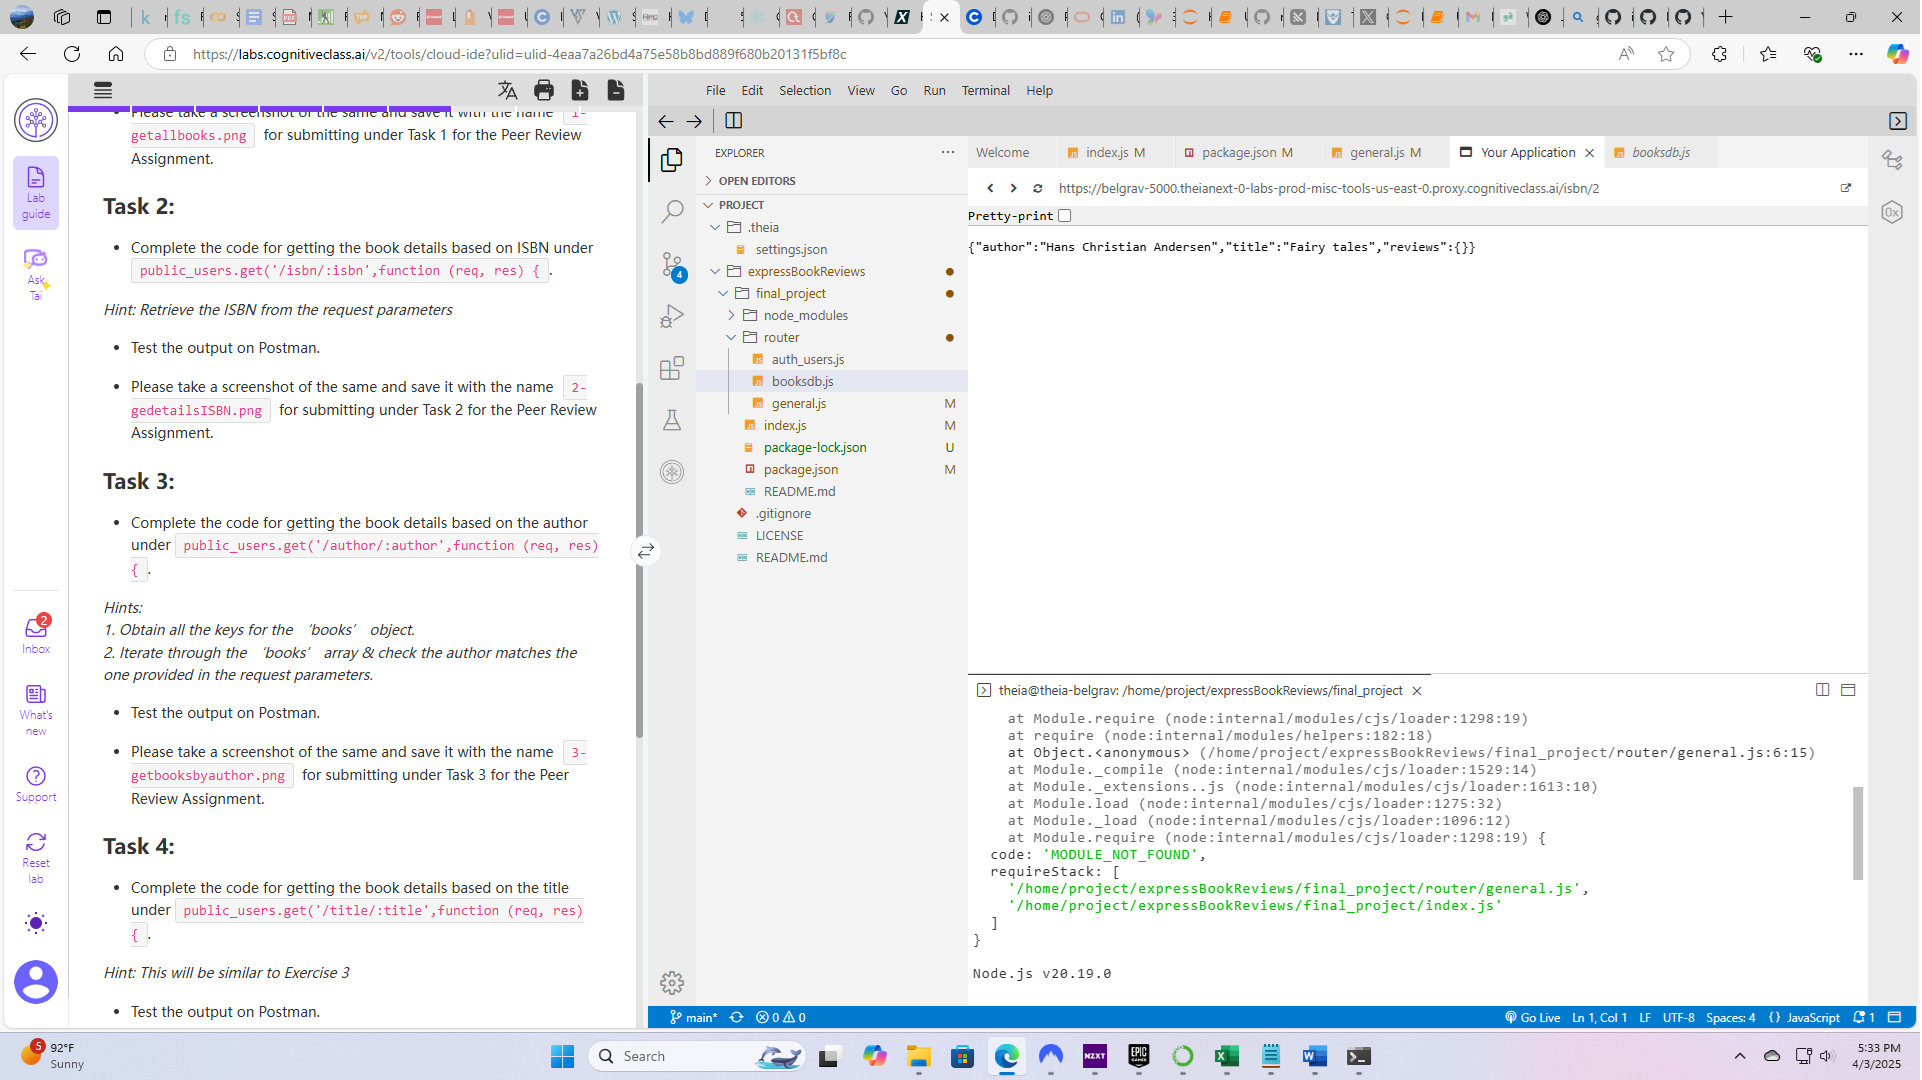 https://labs.cognitiveclass.ai/v2/tools/cloud-ide?ulid=ulid-4eaa7a26bd4a75e58b8bd889f680b20131f5bf8c
File Edit Selection View Go Run Terminal Help
Lab guide
Ask Tai
2
Inbox
What's new
Support
Reset lab
Please take a screenshot of the same and save it with the name 1-
getallbooks.png for submitting under Task 1 for the Peer Review
Assignment.
Task 2:
Complete the code for getting the book details based on ISBN under
public_users.get('/isbn/:isbn',function (req, res) { .
Hint: Retrieve the ISBN from the request parameters
Test the output on Postman.
Please take a screenshot of the same and save it with the name 2-
gedetailsISBN.png for submitting under Task 2 for the Peer Review
Assignment.
Task 3:
Complete the code for getting the book details based on the author
under public_users.get('/author/:author',function (req, res)
{ .
Hints:
1. Obtain all the keys for the ‘books’ object.
2. Iterate through the ‘books’ array & check the author matches the
one provided in the request parameters.
Test the output on Postman.
Please take a screenshot of the same and save it with the name 3-
getbooksbyauthor.png for submitting under Task 3 for the Peer
Review Assignment.
Task 4:
Complete the code for getting the book details based on the title
under public_users.get('/title/:title',function (req, res)
{ .
Hint: This will be similar to Exercise 3
Test the output on Postman.
EXPLORER
OPEN EDITORS
PROJECT
.theia
settings.json
expressBookReviews
final_project
node_modules
router
auth_users.js
booksdb.js
general.js M
index.js M
package-lock.json U
package.json M
README.md
.gitignore
LICENSE
README.md
4
Welcome index.js M package.json M general.js M Your Application booksdb.js
https://belgrav-5000.theianext-0-labs-prod-misc-tools-us-east-0.proxy.cognitiveclass.ai/isbn/2
Pretty-print
{"author":"Hans Christian Andersen","title":"Fairy tales","reviews":{}}
theia@theia-belgrav: /home/project/expressBookReviews/final_project
at Module.require (node:internal/modules/cjs/loader:1298:19)
at require (node:internal/modules/helpers:182:18)
at Object.<anonymous> (/home/project/expressBookReviews/final_project/router/general.js:6:15)
at Module._compile (node:internal/modules/cjs/loader:1529:14)
at Module._extensions..js (node:internal/modules/cjs/loader:1613:10)
at Module.load (node:internal/modules/cjs/loader:1275:32)
at Module._load (node:internal/modules/cjs/loader:1096:12)
at Module.require (node:internal/modules/cjs/loader:1298:19) {
code: 'MODULE_NOT_FOUND',
requireStack: [
'/home/project/expressBookReviews/final_project/router/general.js',
'/home/project/expressBookReviews/final_project/index.js'
]
}
Node.js v20.19.0
main* 0 0 Go Live Ln 1, Col 1 LF UTF-8 Spaces: 4 {} JavaScript 1
5
92°F
Sunny
Search
NZXT
EPIC GAMES
5:33 PM
4/3/2025